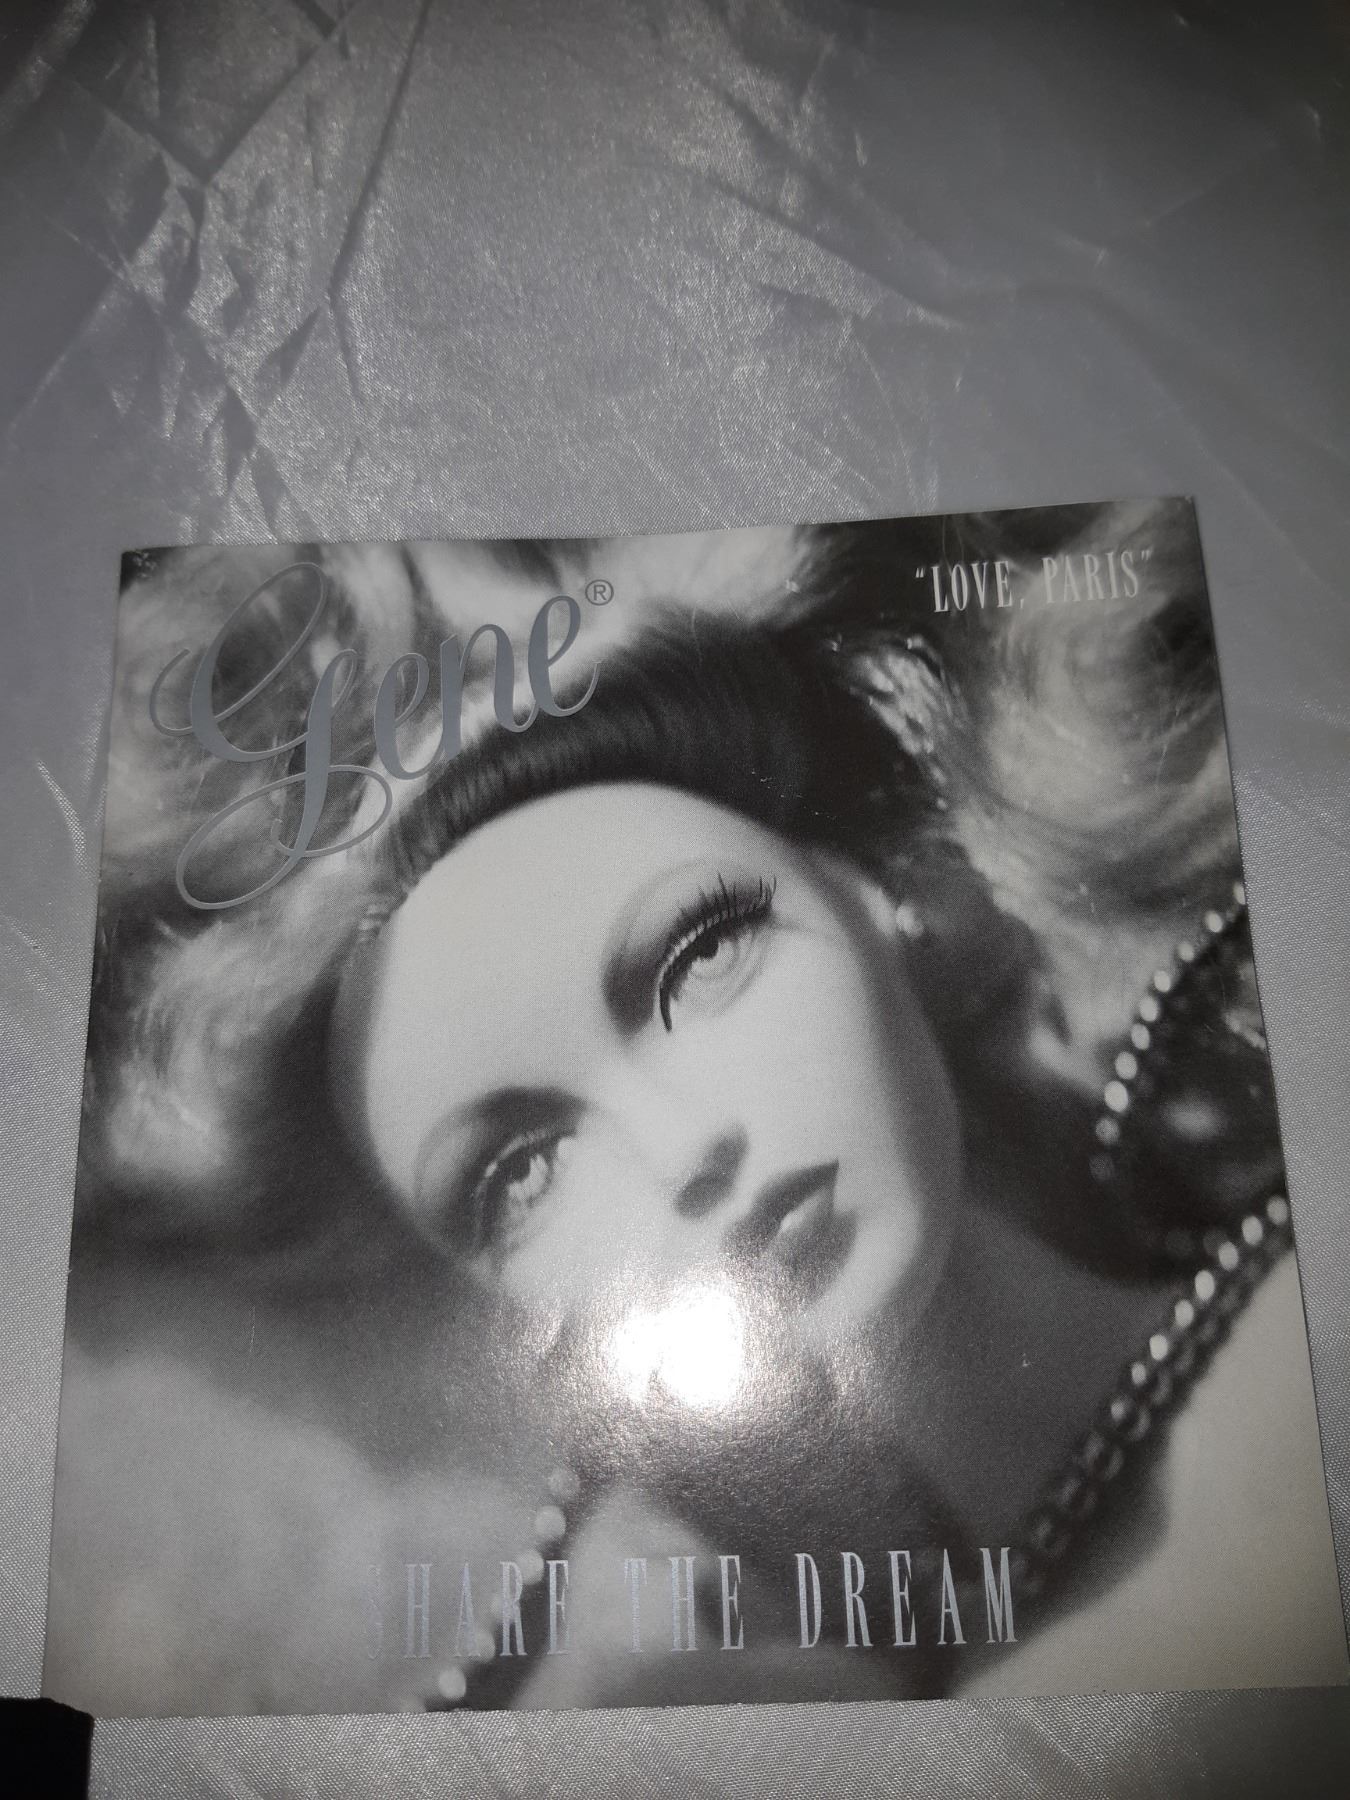 Gene®
"LOVE, PARIS"
SHARE THE DREAM